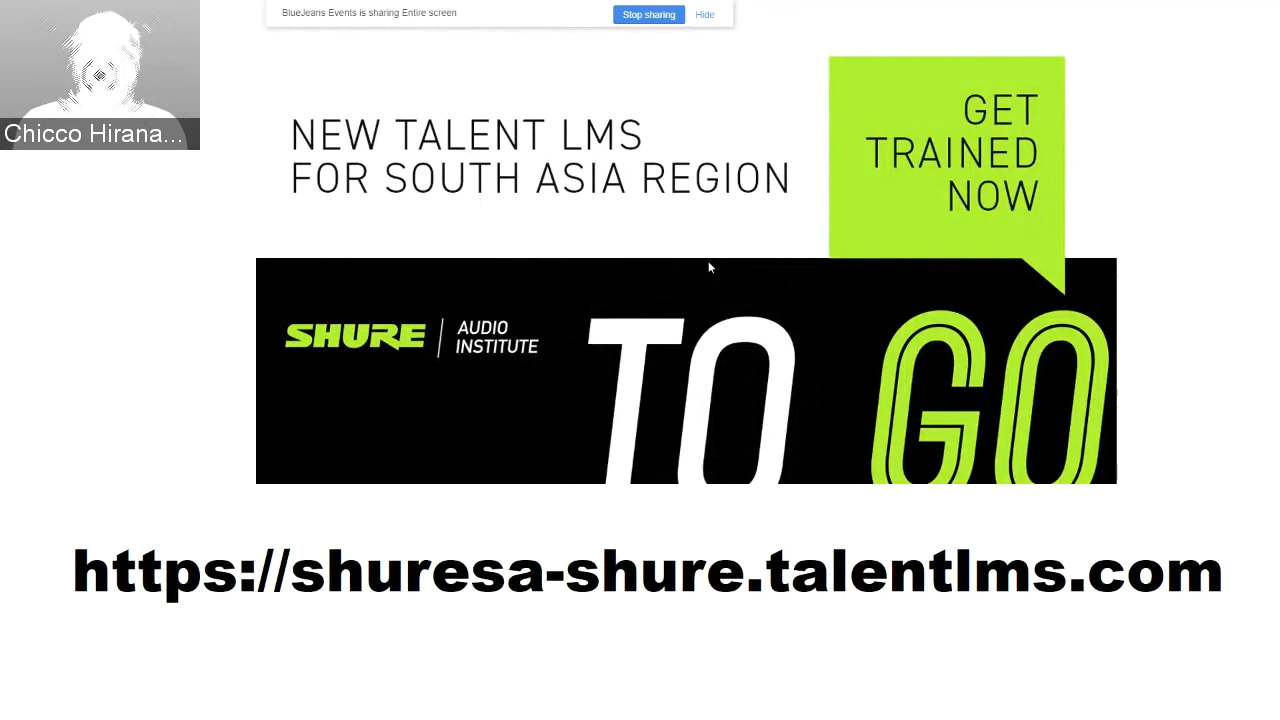 BlueJeans Events is sharing Entire screen
Stop sharing
Hide
Chicco Hirana...
NEW TALENT LMS
FOR SOUTH ASIA REGION
GET
TRAINED
NOW
SHURE
AUDIO
INSTITUTE
TO GO
https://shuresa-shure.talentlms.com